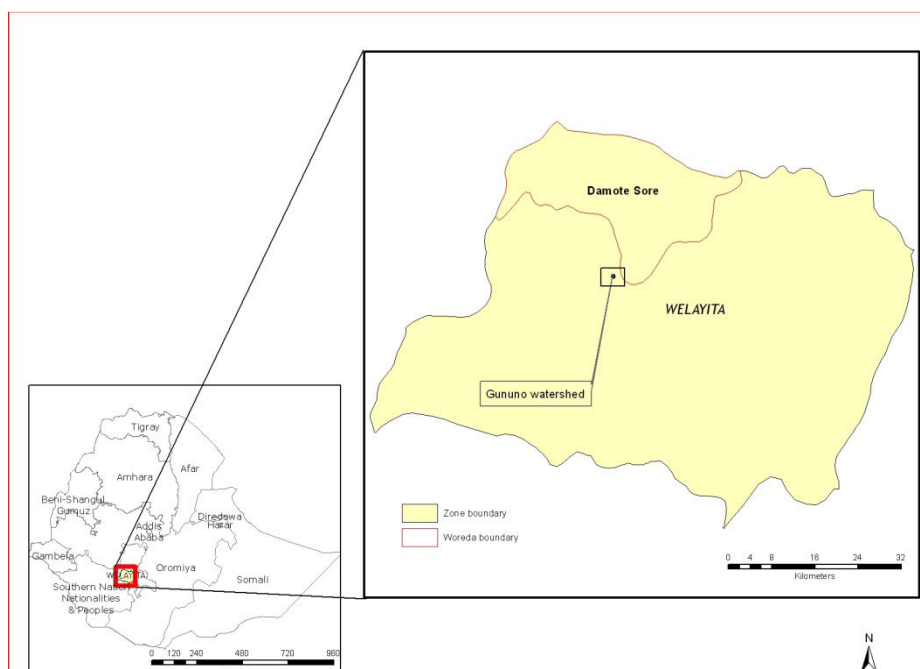 Damote Sore
WELAYITA
Gununo watershed
Zone boundary
Woreda boundary
0 4 8 16 24 32
Kilometers
Tigray
Afar
Amhara
Beni-Shangul
Gumuz
Addis
Ababa
Diredawa
Harar
Gambela
Oromiya
Somali
WELAYITA
Southern Nation
Nationalities
& Peoples
0 120 240 480 720 960
N